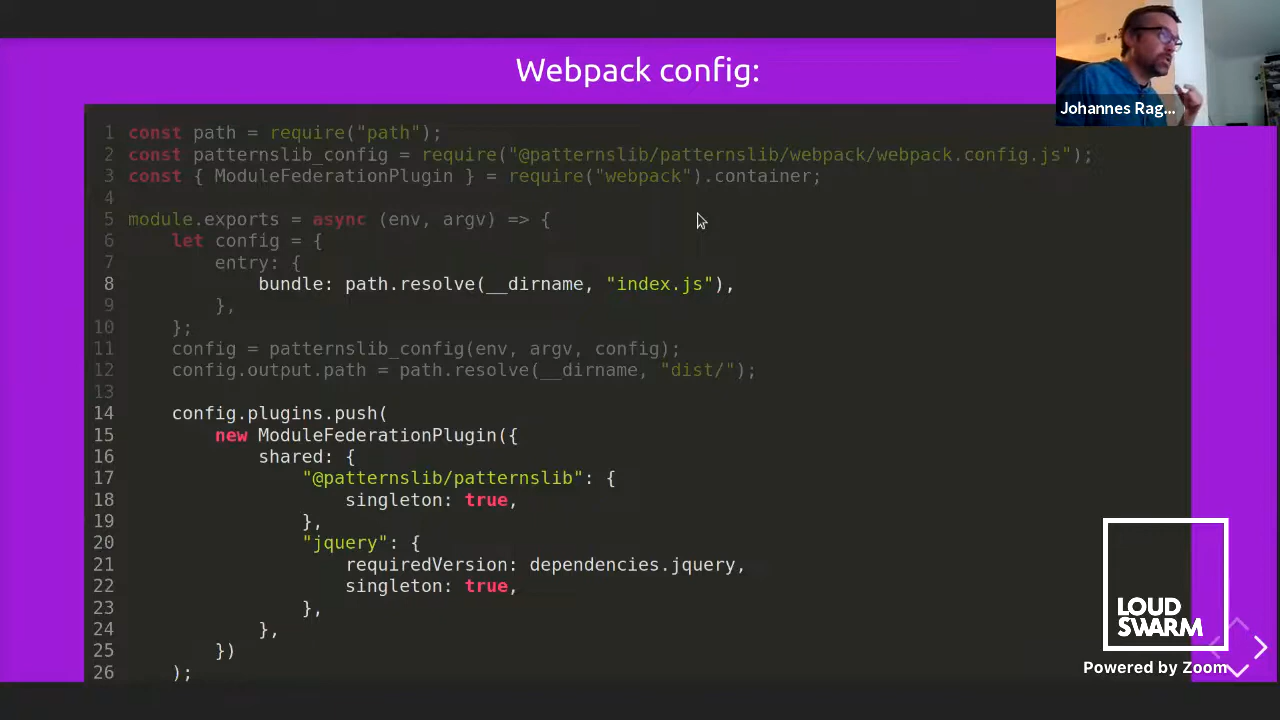 Webpack config:
Johannes Rag...
1 const path = require("path");
2 const patternslib_config = require("@patternslib/patternslib/webpack/webpack.config.js");
3 const { ModuleFederationPlugin } = require("webpack").container;
4
5 module.exports = async (env, argv) => {
6 let config = {
7 entry: {
8 bundle: path.resolve(__dirname, "index.js"),
9 },
10 };
11 config = patternslib_config(env, argv, config);
12 config.output.path = path.resolve(__dirname, "dist/");
13
14 config.plugins.push(
15 new ModuleFederationPlugin({
16 shared: {
17 "@patternslib/patternslib": {
18 singleton: true,
19 },
20 "jquery": {
21 requiredVersion: dependencies.jquery,
22 singleton: true,
23 },
24 },
25 })
26 );
LOUD
SWARM
Powered by Zoom